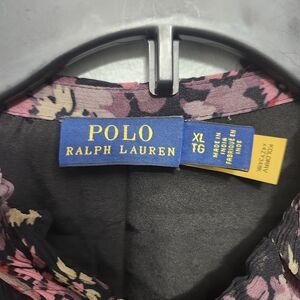 POLO
RALPH LAUREN
XL
TG
MADE IN
INDIA
FABRIQUÉ EN
INDE